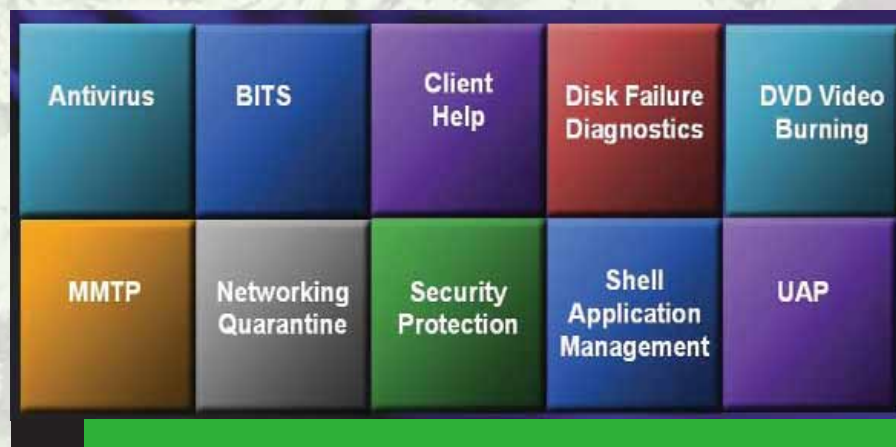 Antivirus
BITS
Client
Help
Disk Failure
Diagnostics
DVD Video
Burning
MMTP
Networking
Quarantine
Security
Protection
Shell
Application
Management
UAP